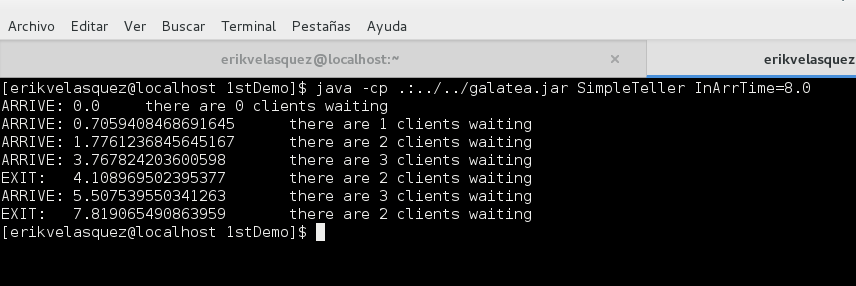 Archivo Editar Ver Buscar Terminal Pestañas Ayuda
erikvelasquez@localhost:~ × erikvelasquez
[erikvelasquez@localhost 1stDemo]$ java -cp .:../../galatea.jar SimpleTeller InArrTime=8.0
ARRIVE: 0.0 there are 0 clients waiting
ARRIVE: 0.7059408468691645 there are 1 clients waiting
ARRIVE: 1.7761236845645167 there are 2 clients waiting
ARRIVE: 3.767824203600598 there are 3 clients waiting
EXIT: 4.108969502395377 there are 2 clients waiting
ARRIVE: 5.507539550341263 there are 3 clients waiting
EXIT: 7.819065490863959 there are 2 clients waiting
[erikvelasquez@localhost 1stDemo]$